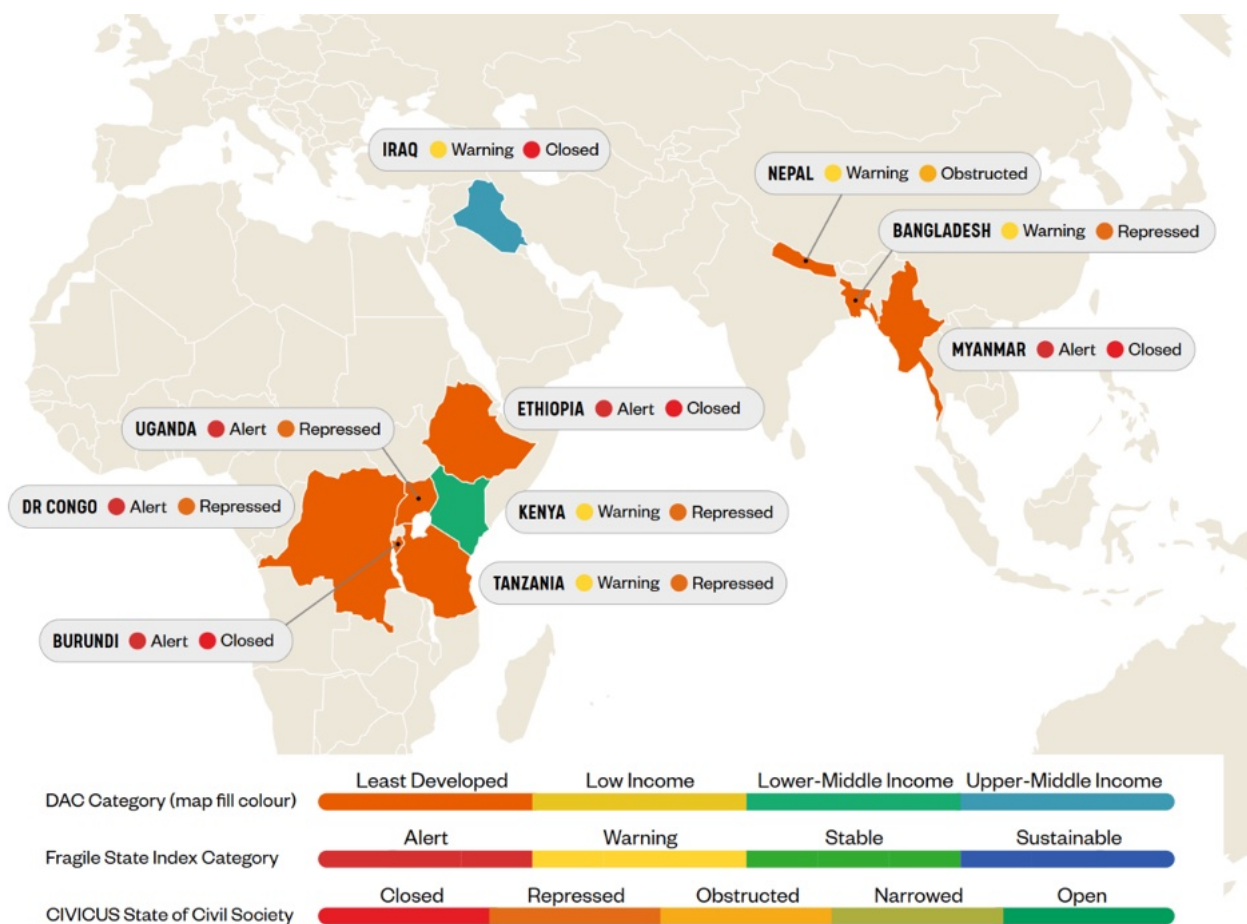 IRAQ Warning Closed
NEPAL Warning Obstructed
BANGLADESH Warning Repressed
MYANMAR Alert Closed
ETHIOPIA Alert Closed
UGANDA Alert Repressed
DR CONGO Alert Repressed
KENYA Warning Repressed
TANZANIA Warning Repressed
BURUNDI Alert Closed
Least Developed Low Income Lower-Middle Income Upper-Middle Income
DAC Category (map fill colour)
Alert Warning Stable Sustainable
Fragile State Index Category
Closed Repressed Obstructed Narrowed Open
CIVICUS State of Civil Society